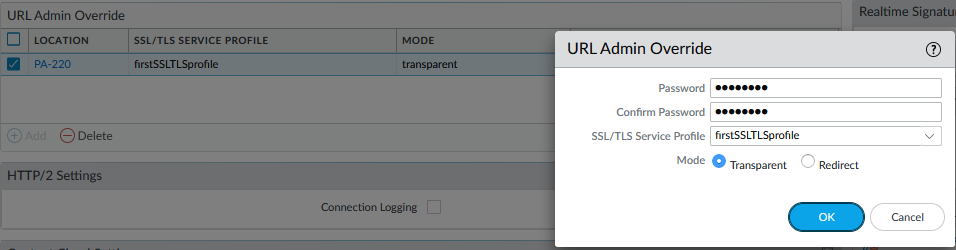 URL Admin Override
Realtime Signatur
LOCATION SSL/TLS SERVICE PROFILE MODE
PA-220 firstSSLTLSprofile transparent
Add Delete
HTTP/2 Settings
Connection Logging
URL Admin Override
Password ••••••••
Confirm Password ••••••••
SSL/TLS Service Profile firstSSLTLSprofile
Mode Transparent Redirect
OK Cancel